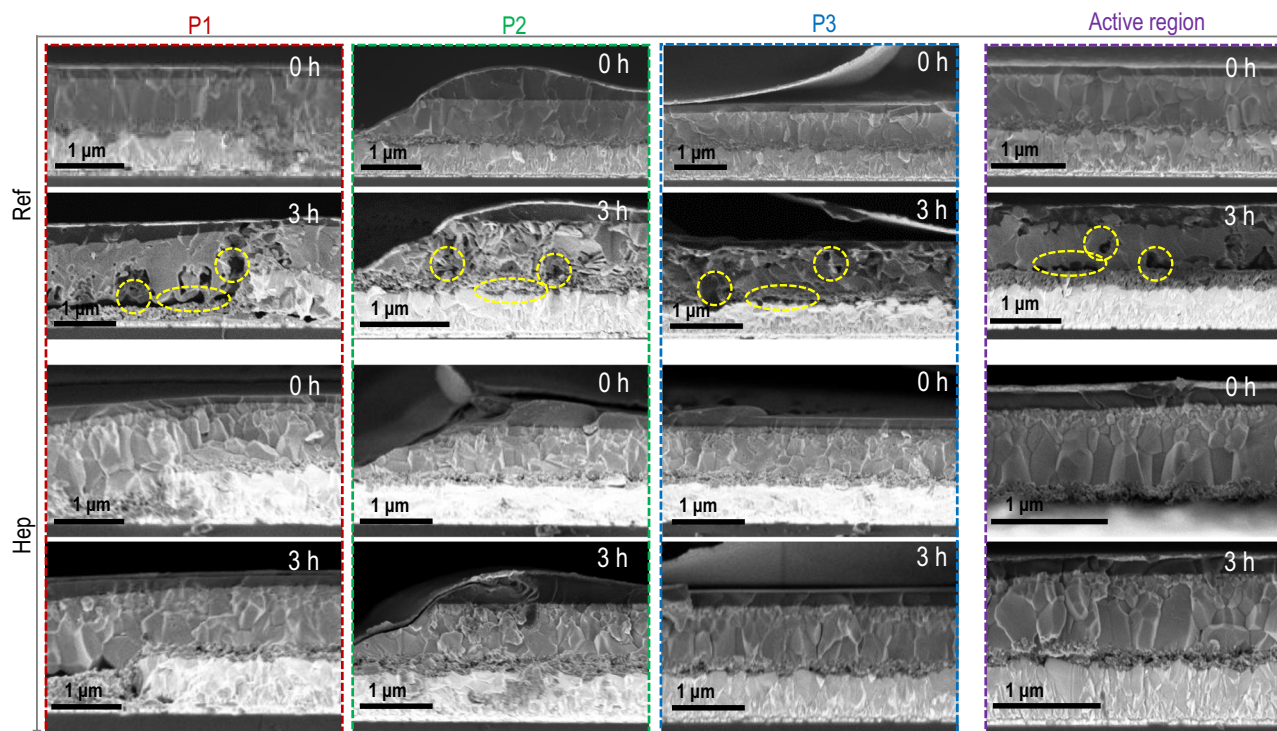 P1 P2 P3 Active region
Ref
0 h 0 h 0 h 0 h
1 µm 1 µm 1 µm 1 µm
3 h 3 h 3 h 3 h
1 µm 1 µm 1 µm 1 µm
Hep
0 h 0 h 0 h 0 h
1 µm 1 µm 1 µm 1 µm
3 h 3 h 3 h 3 h
1 µm 1 µm 1 µm 1 µm